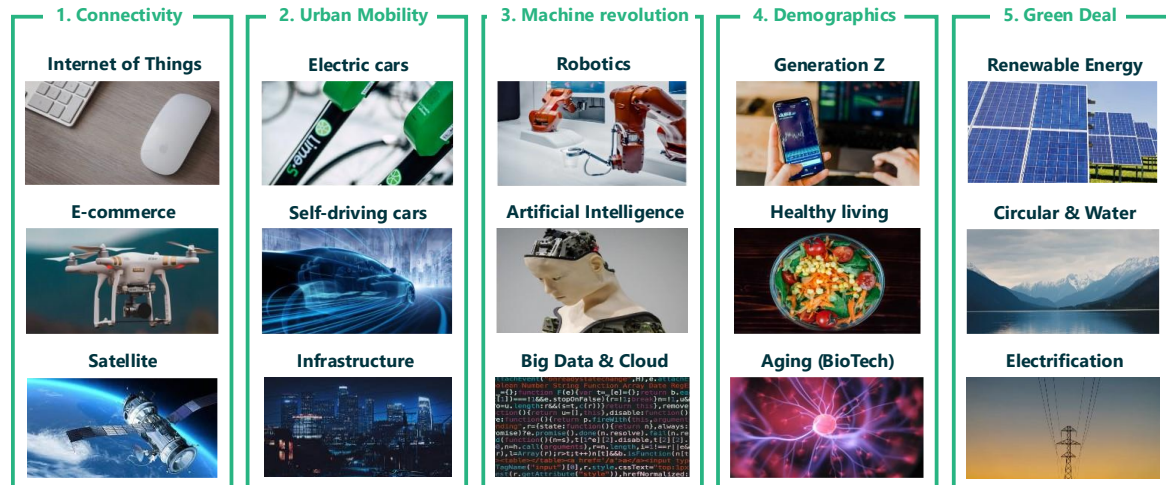 1. Connectivity
Internet of Things
E-commerce
Satellite
2. Urban Mobility
Electric cars
LimeS
Self-driving cars
Infrastructure
3. Machine revolution
Robotics
Artificial Intelligence
Big Data & Cloud
4. Demographics
Generation Z
Healthy living
Aging (BioTech)
5. Green Deal
Renewable Energy
Circular & Water
Electrification